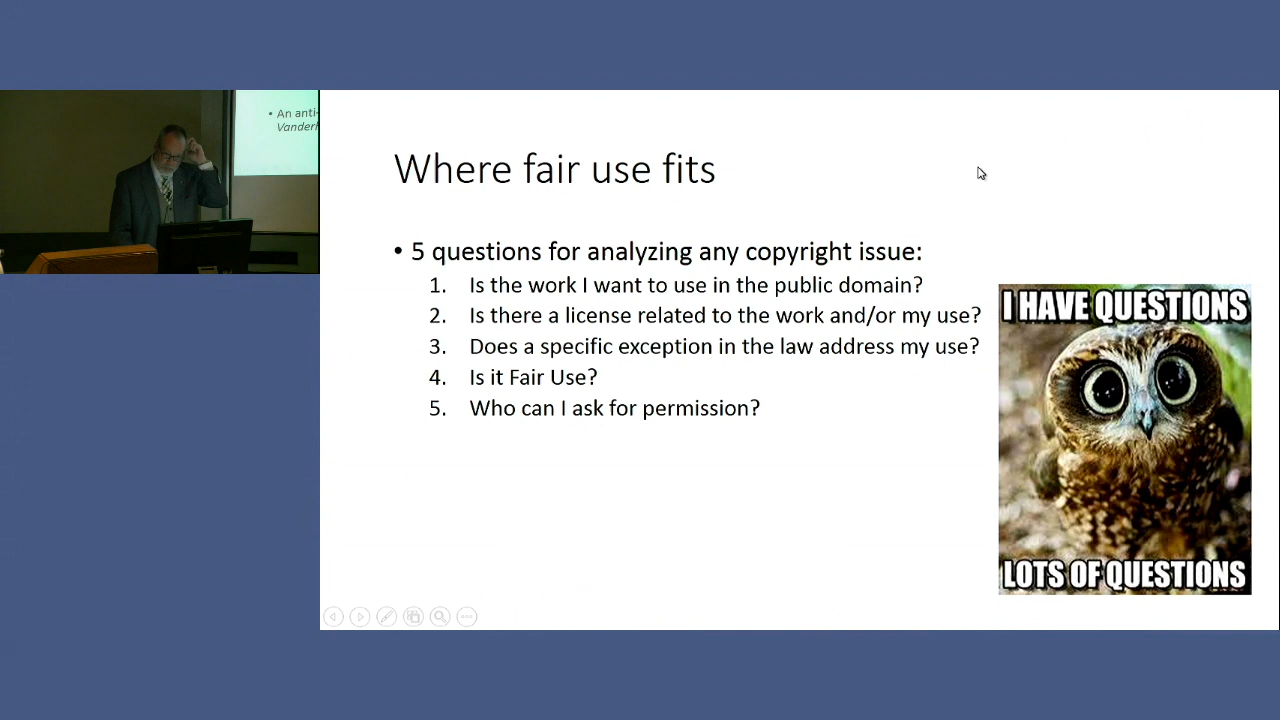 • An anti-
Where fair use fits
• 5 questions for analyzing any copyright issue:
1. Is the work I want to use in the public domain?
2. Is there a license related to the work and/or my use?
3. Does a specific exception in the law address my use?
4. Is it Fair Use?
5. Who can I ask for permission?
I HAVE QUESTIONS
LOTS OF QUESTIONS